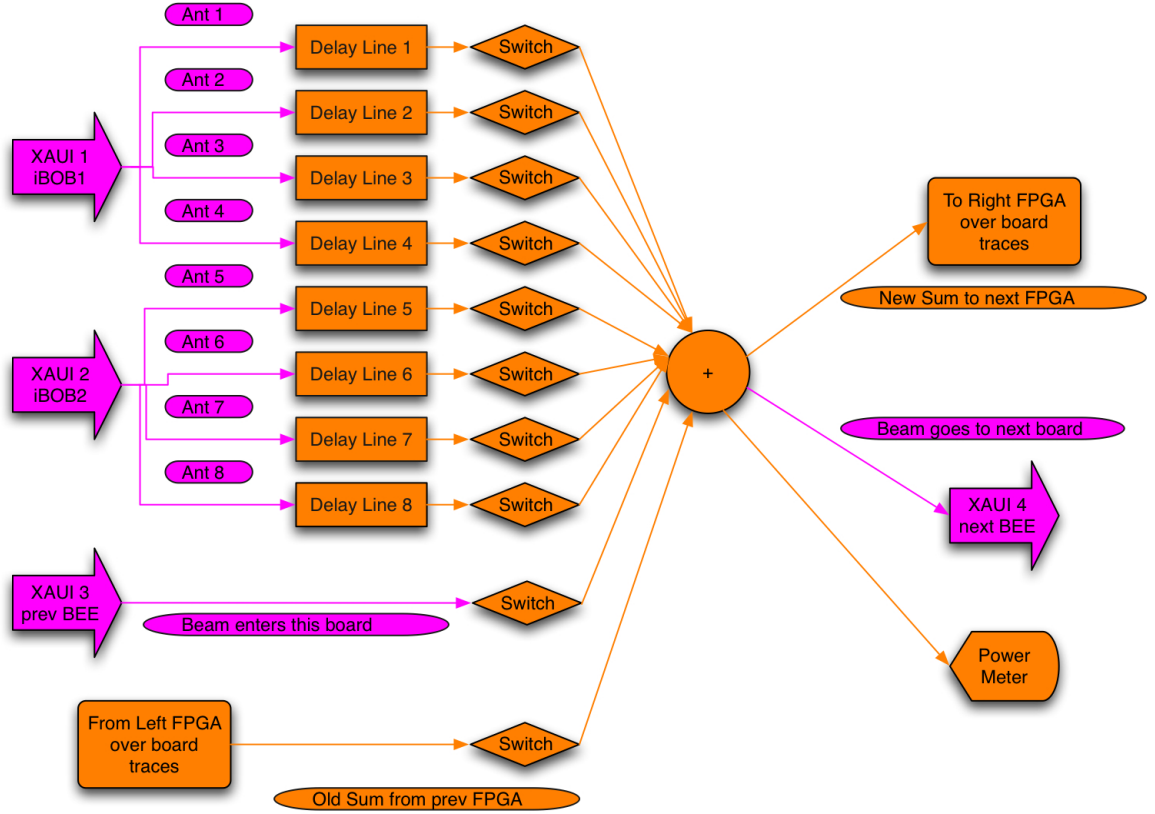 Ant 1
Delay Line 1
Switch
Ant 2
Delay Line 2
Switch
Ant 3
XAUI 1
iBOB1
Delay Line 3
Switch
Ant 4
Delay Line 4
Switch
To Right FPGA
over board
traces
New Sum to next FPGA
Ant 5
Delay Line 5
Switch
Ant 6
XAUI 2
iBOB2
Delay Line 6
Switch
+
Ant 7
Delay Line 7
Switch
Beam goes to next board
Ant 8
Delay Line 8
Switch
XAUI 4
next BEE
XAUI 3
prev BEE
Switch
Beam enters this board
Power
Meter
From Left FPGA
over board
traces
Switch
Old Sum from prev FPGA